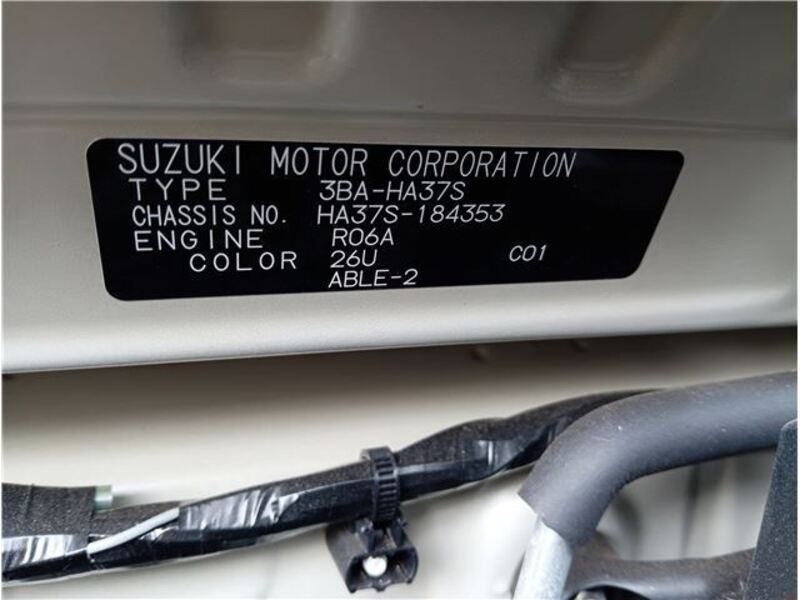 SUZUKI MOTOR CORPORATION
TYPE 3BA-HA37S
CHASSIS NO. HA37S-184353
ENGINE R06A
COLOR 26U C01
ABLE-2